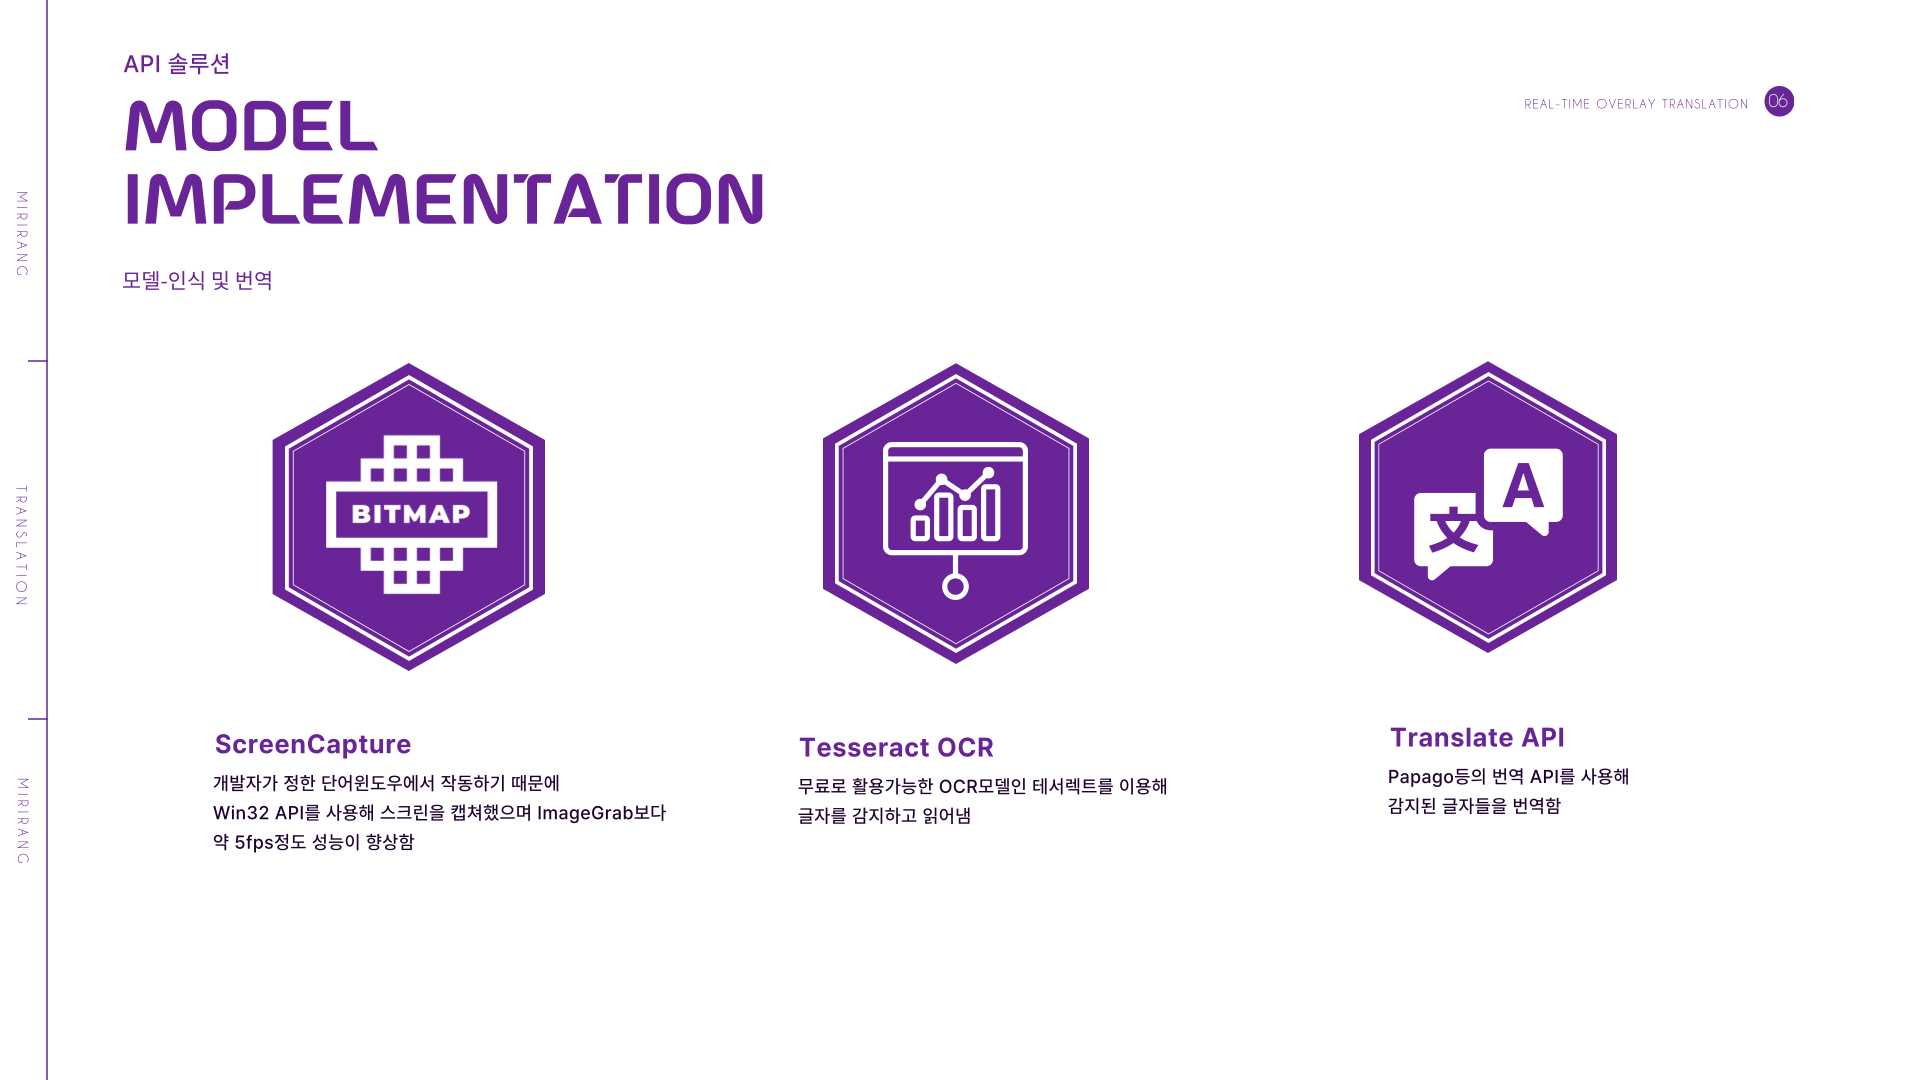 API 솔루션
MODEL
IMPLEMENTATION
REAL-TIME OVERLAY TRANSLATION 06
모델-인식 및 번역
MIRIRANG
TRANSLATION
MIRIRANG
BITMAP
文 A
ScreenCapture
개발자가 정한 단어윈도우에서 작동하기 때문에
Win32 API를 사용해 스크린을 캡쳐했으며 ImageGrab보다
약 5fps정도 성능이 향상함
Tesseract OCR
무료로 활용가능한 OCR모델인 테서렉트를 이용해
글자를 감지하고 읽어냄
Translate API
Papago등의 번역 API를 사용해
감지된 글자들을 번역함